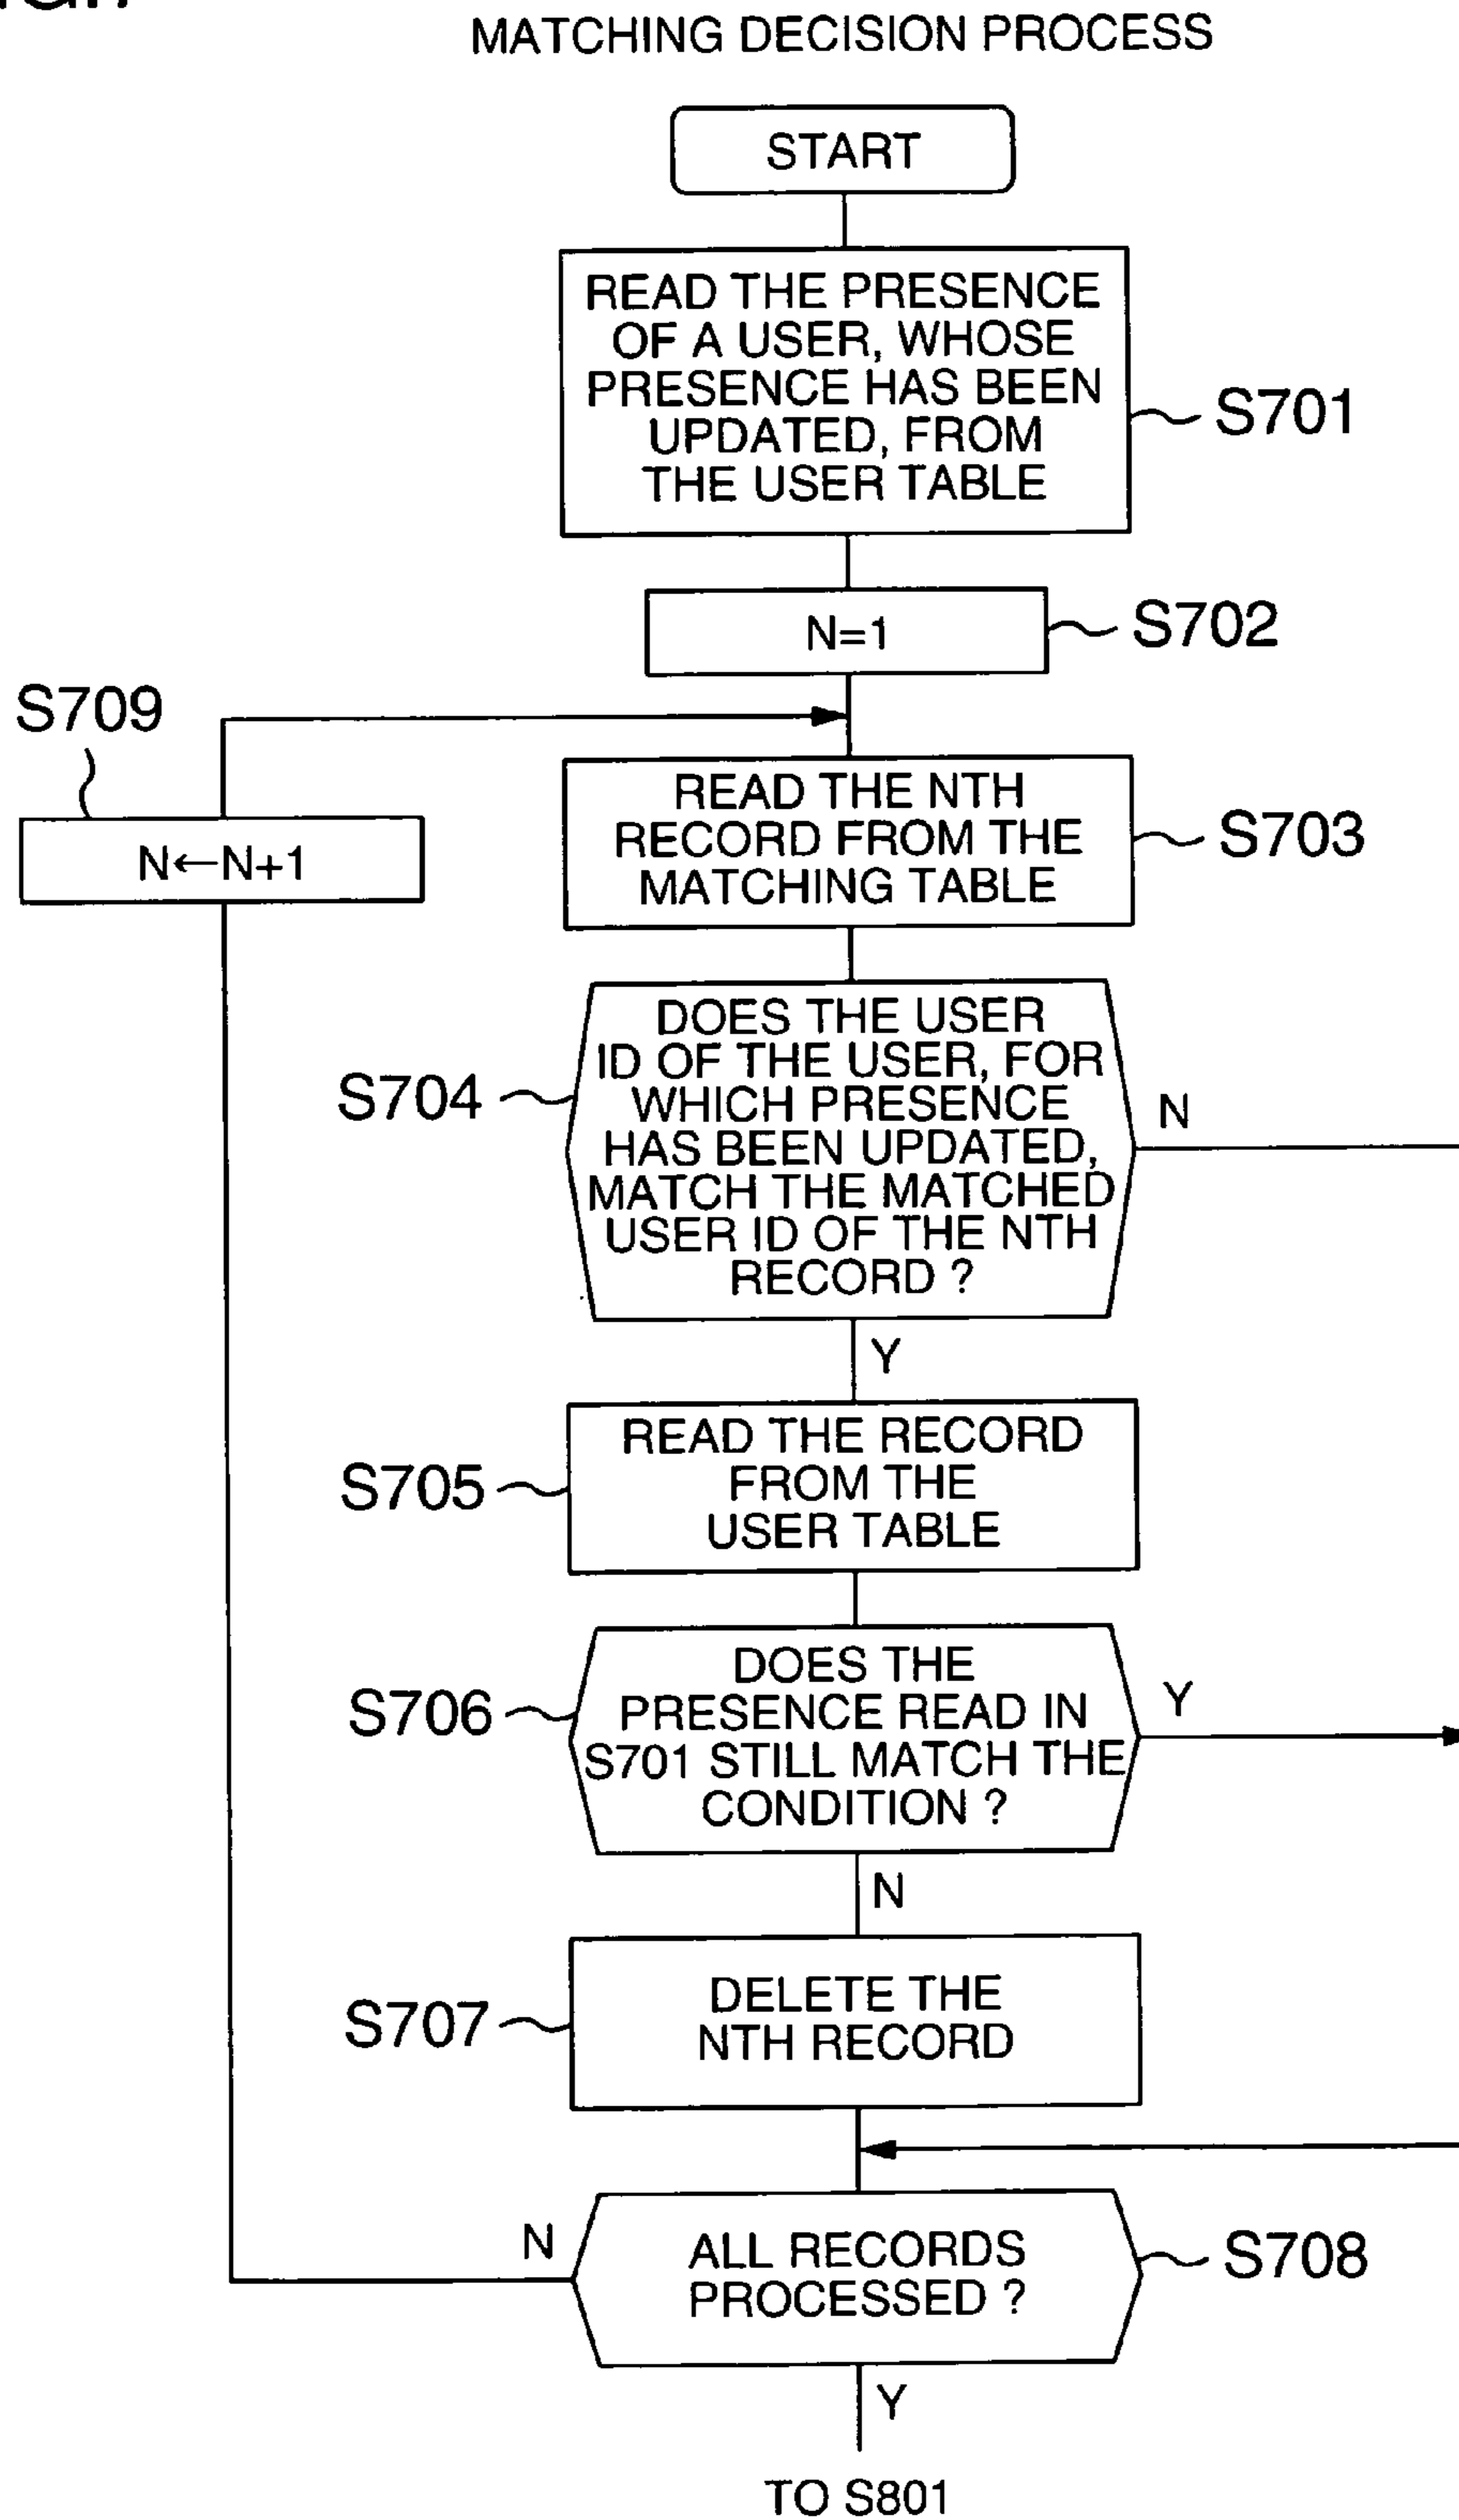 MATCHING DECISION PROCESS
START
READ THE PRESENCE
OF A USER, WHOSE
PRESENCE HAS BEEN
UPDATED, FROM
THE USER TABLE
S701
N=1
S702
S709
N←N+1
READ THE NTH
RECORD FROM THE
MATCHING TABLE
S703
DOES THE USER
ID OF THE USER, FOR
WHICH PRESENCE
HAS BEEN UPDATED,
MATCH THE MATCHED
USER ID OF THE NTH
RECORD ?
S704
N
Y
READ THE RECORD
FROM THE
USER TABLE
S705
DOES THE
PRESENCE READ IN
S701 STILL MATCH THE
CONDITION ?
S706
Y
N
DELETE THE
NTH RECORD
S707
N
ALL RECORDS
PROCESSED ?
S708
Y
TO S801